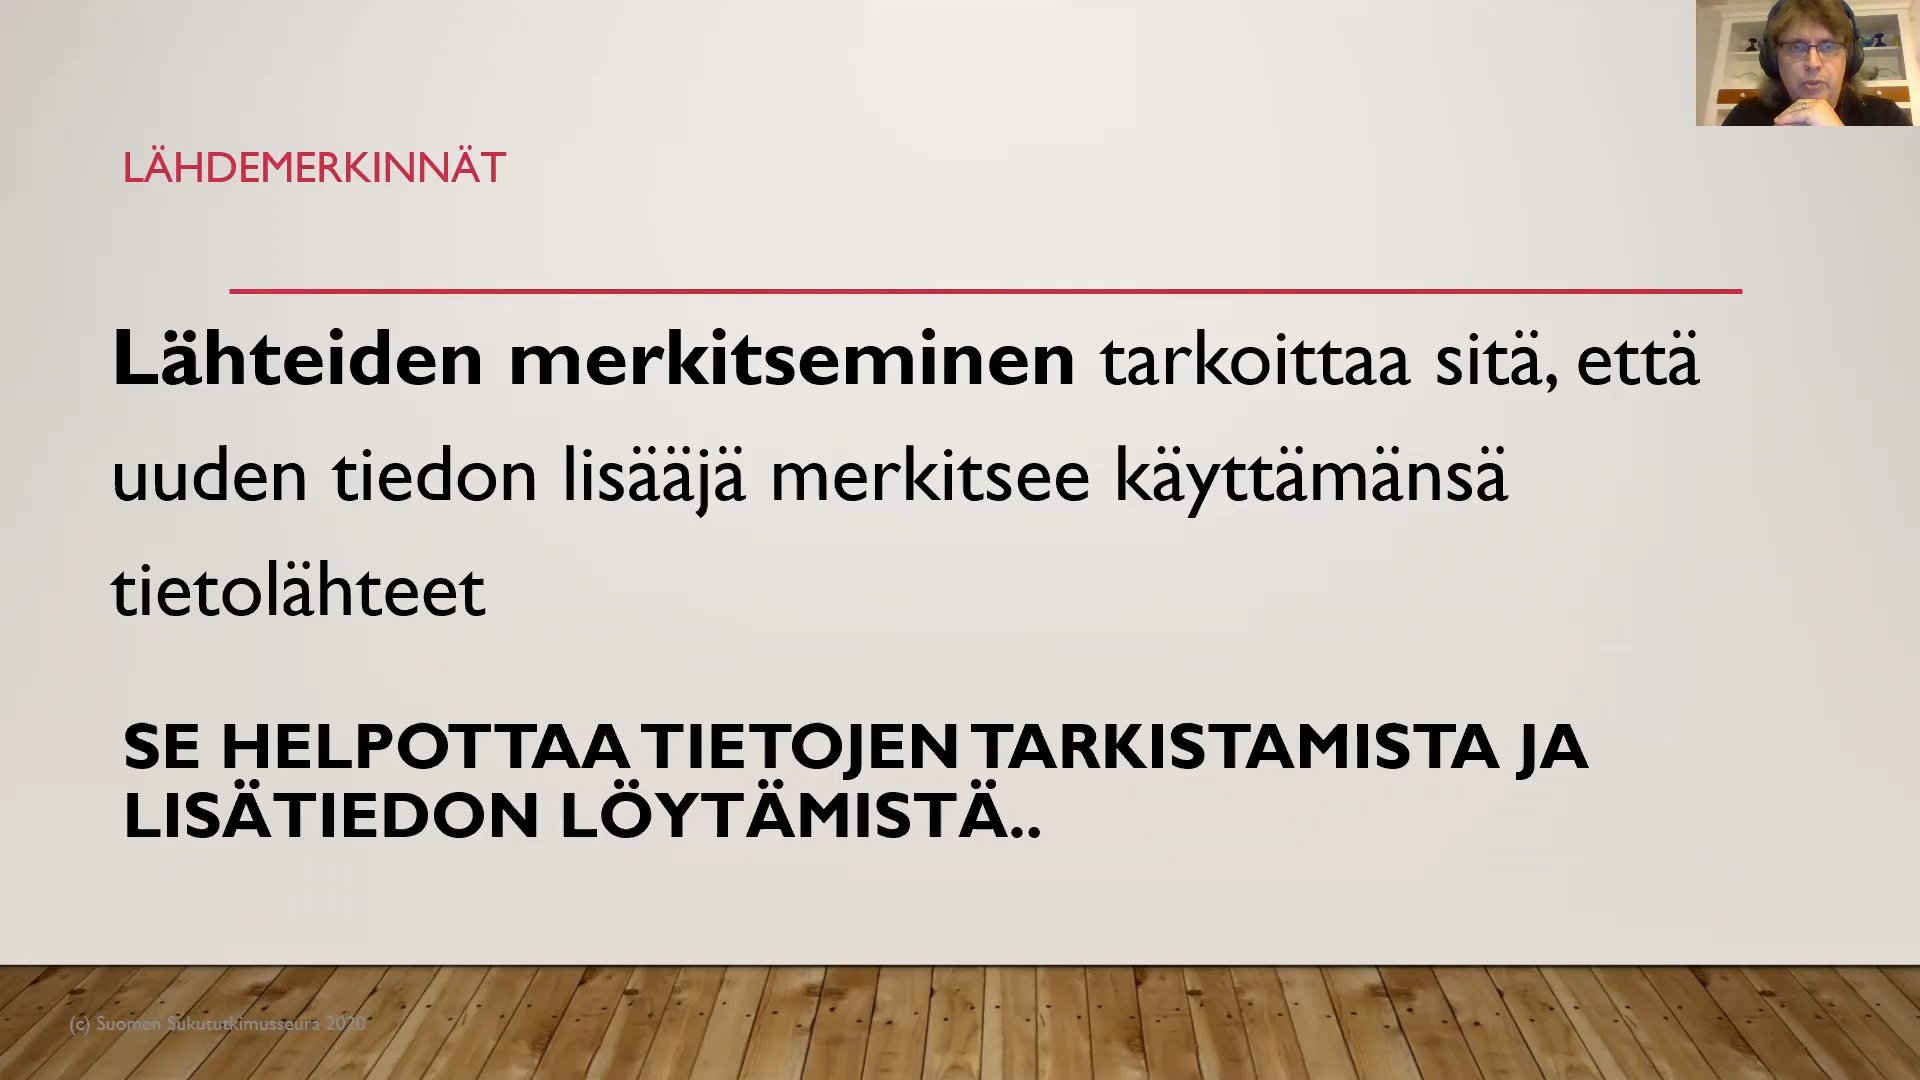 LÄHDEMERKINNÄT
Lähteiden merkitseminen tarkoittaa sitä, että
uuden tiedon lisääjä merkitsee käyttämänsä
tietolähteet
SE HELPOTTAA TIETOJEN TARKISTAMISTA JA
LISÄTIEDON LÖYTÄMISTÄ..
(c) Suomen Sukututkimusseura 2020